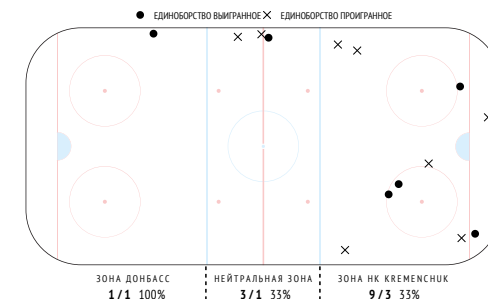 ● ЕДИНОБОРСТВО ВЫИГРАННОЕ × ЕДИНОБОРСТВО ПРОИГРАННОЕ
ЗОНА ДОНБАСС НЕЙТРАЛЬНАЯ ЗОНА ЗОНА НК KREMENCHUK
1 / 1 100% 3 / 1 33% 9 / 3 33%